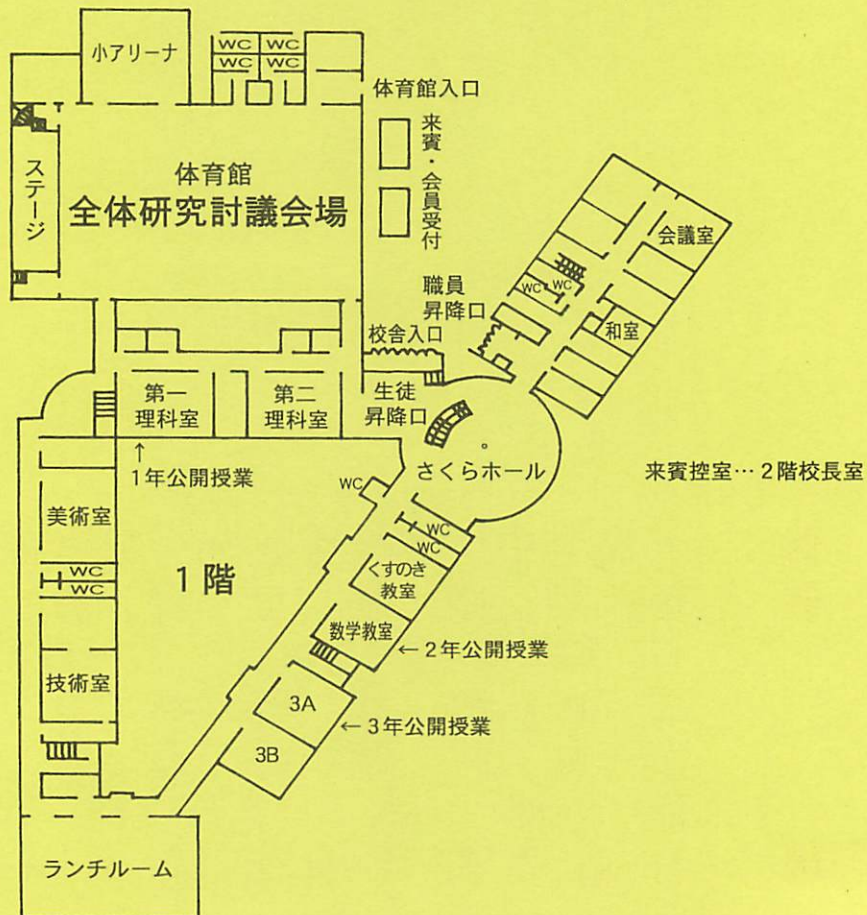 小アリーナ
WC WC
WC WC
体育館入口
来賓・会員受付
ステージ
体育館
全体研究討議会場
会議室
職員
昇降口
WC WC
和室
校舎入口
第一
理科室
第二
理科室
生徒
昇降口
さくらホール
↑
1年公開授業
来賓控室…2階校長室
WC
美術室
WC
WC
WC
WC
1階
くすのき
教室
数学教室
←2年公開授業
技術室
3A
←3年公開授業
3B
ランチルーム